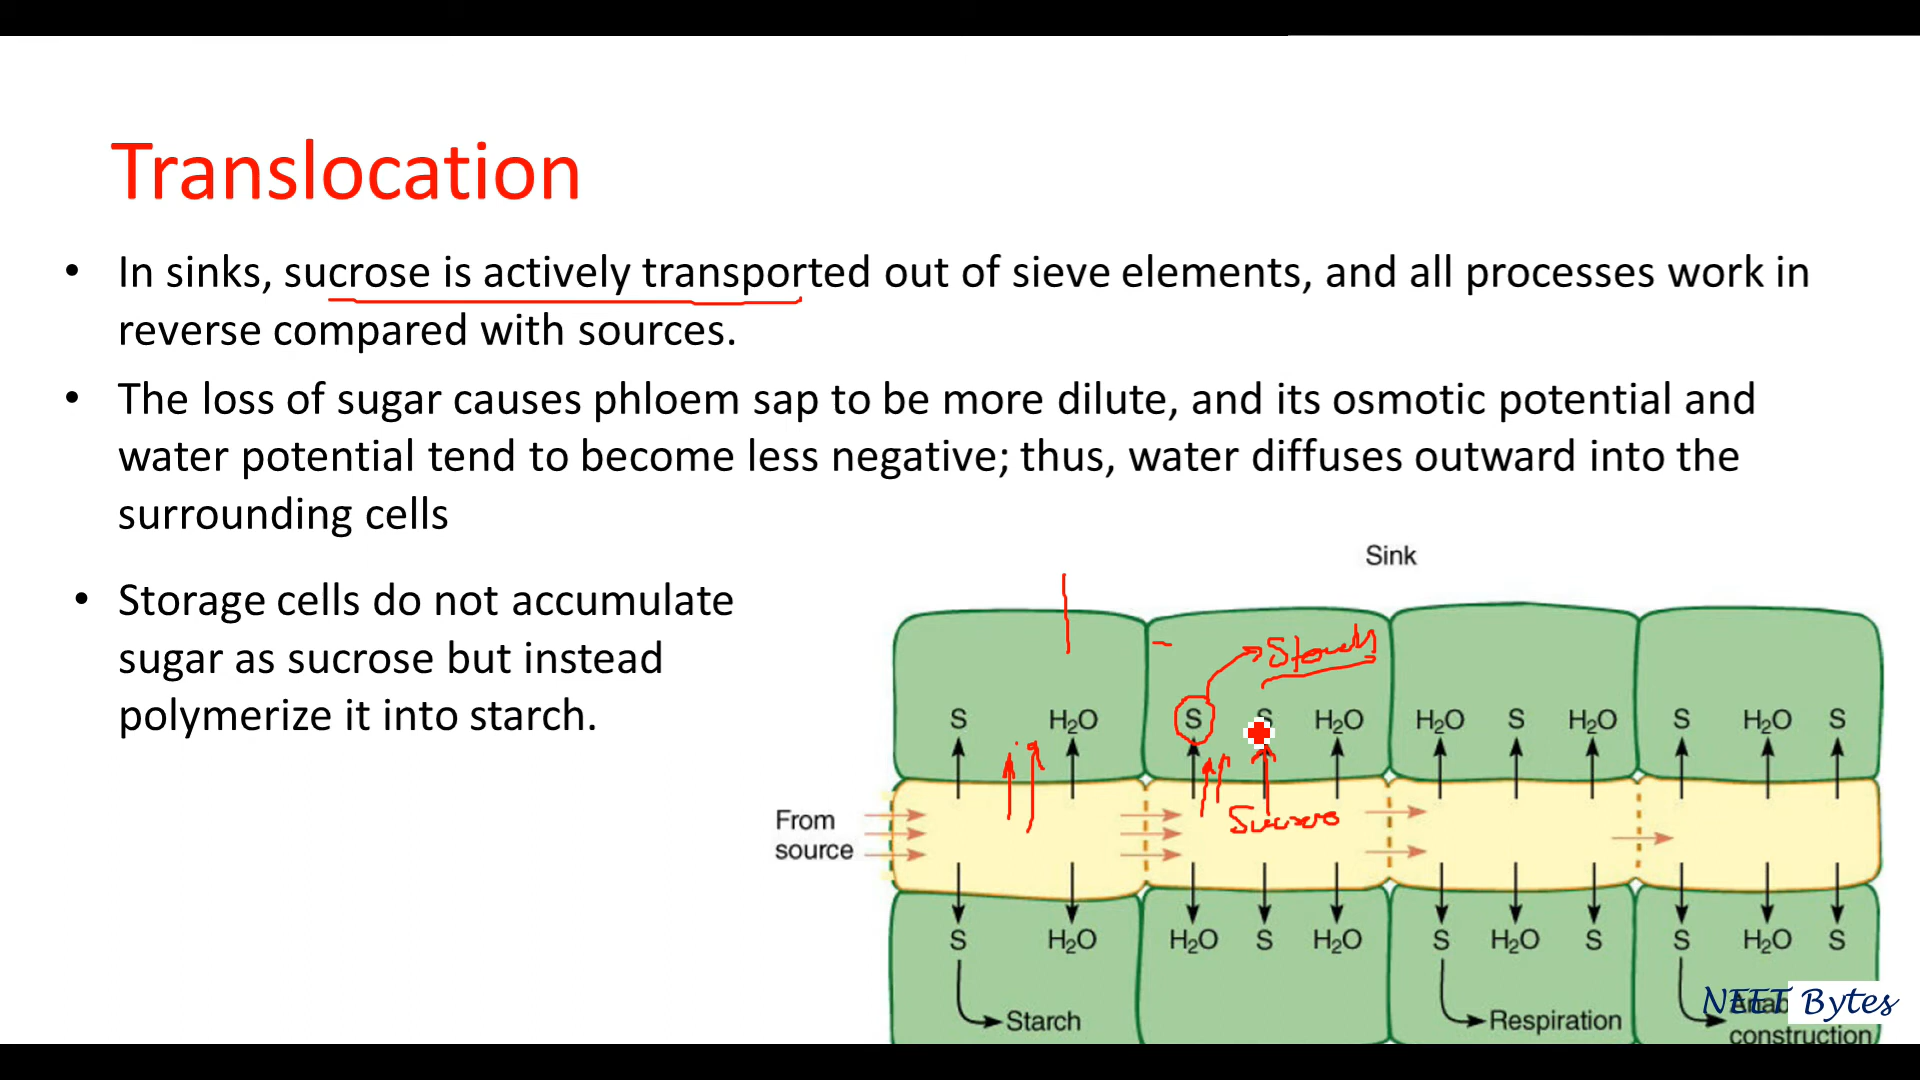 Translocation
• In sinks, sucrose is actively transported out of sieve elements, and all processes work in
reverse compared with sources.
• The loss of sugar causes phloem sap to be more dilute, and its osmotic potential and
water potential tend to become less negative; thus, water diffuses outward into the
surrounding cells
• Storage cells do not accumulate
sugar as sucrose but instead
polymerize it into starch.
Sink
S H₂O S S H₂O H₂O S H₂O S H₂O S
From
source
Sucrose
S H₂O H₂O S H₂O S H₂O S S H₂O S
Starch
Respiration
construction
NEET Bytes